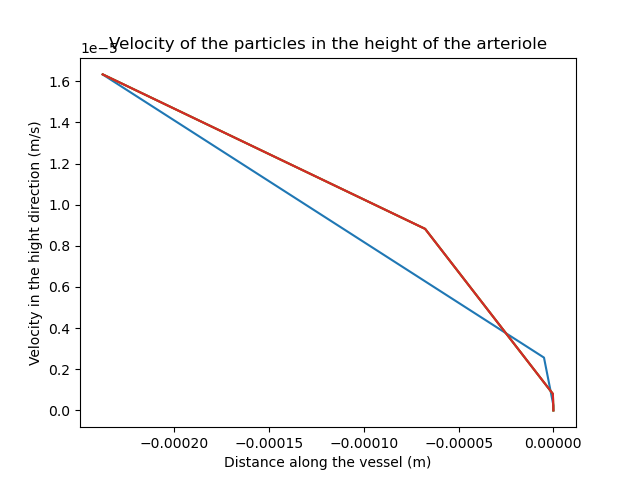 Velocity of the particles in the height of the arteriole
1e−5
1.6
1.4
1.2
1.0
0.8
0.6
0.4
0.2
0.0
Velocity in the hight direction (m/s)
−0.00020 −0.00015 −0.00010 −0.00005 0.00000
Distance along the vessel (m)